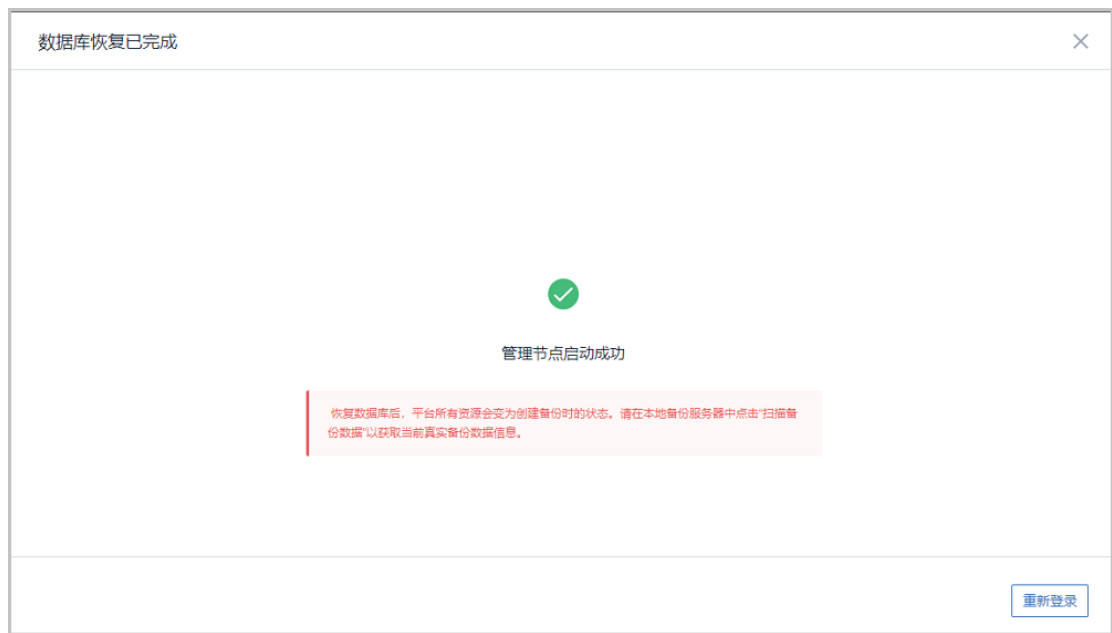 数据库恢复已完成
管理节点启动成功
恢复数据库后，平台所有资源会变为创建备份时的状态。请在本地备份服务器中点击“扫描备
份数据”以获取当前真实备份数据信息。
重新登录